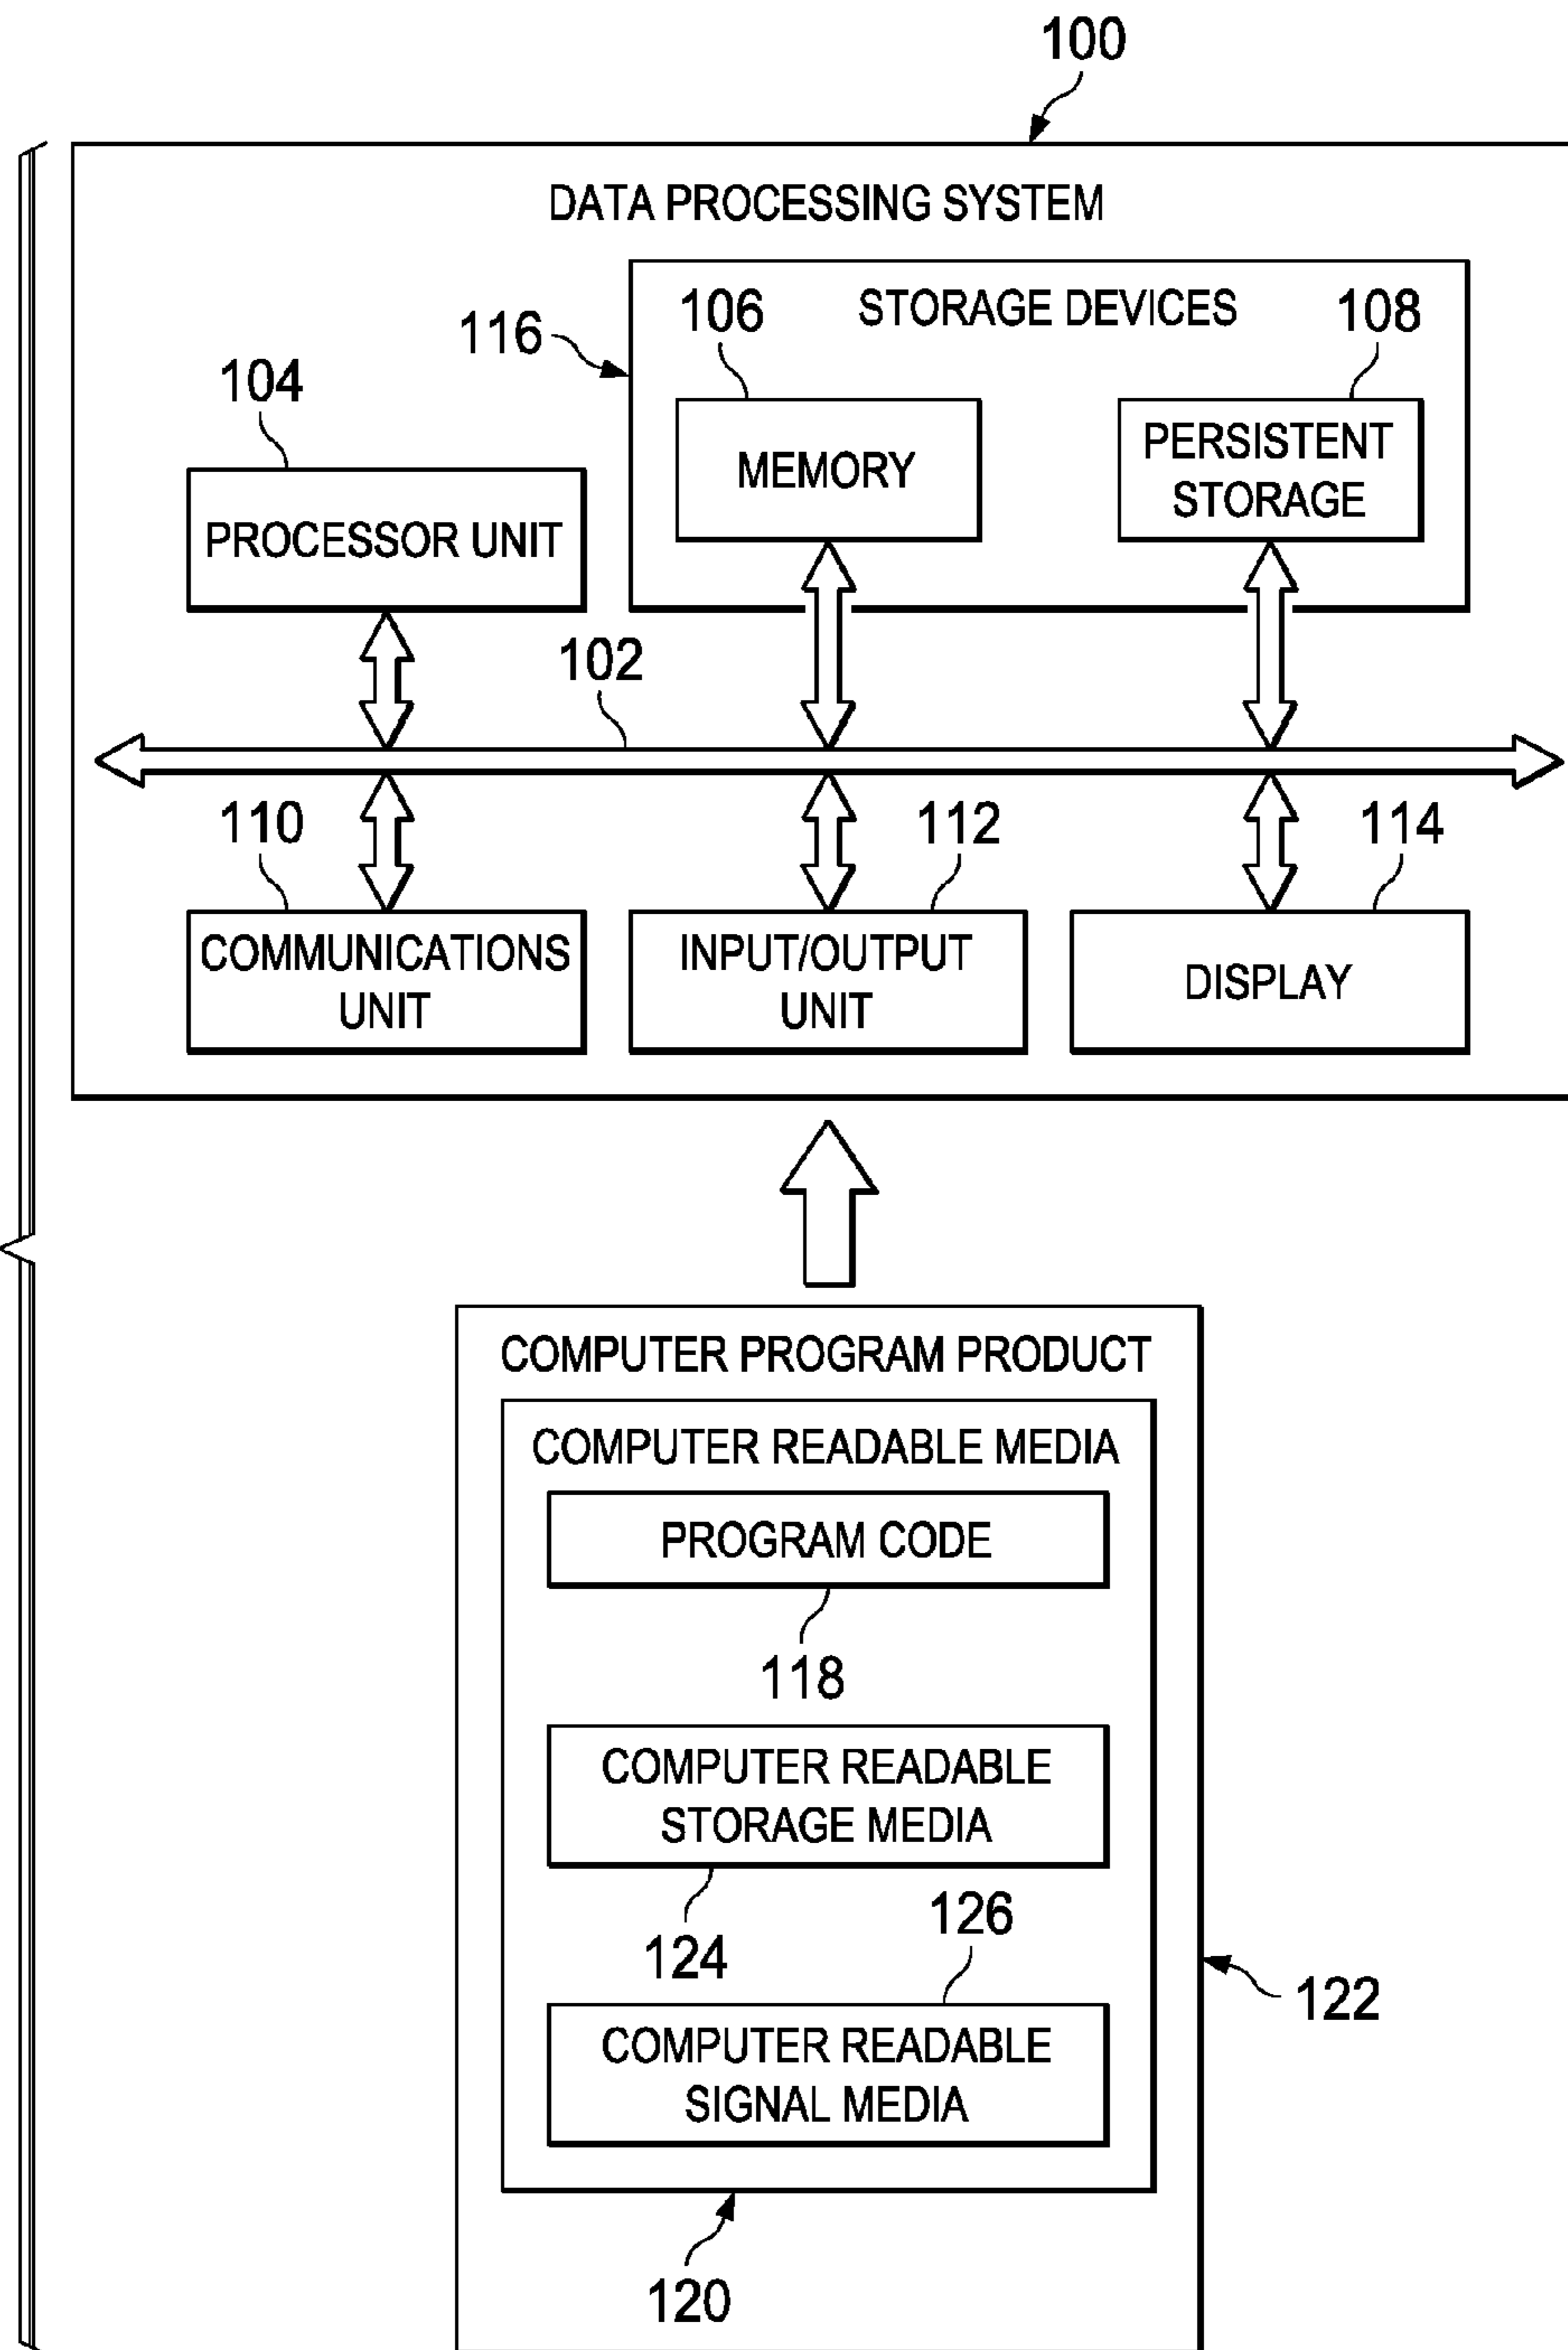 100
DATA PROCESSING SYSTEM
116
106
STORAGE DEVICES
108
104
MEMORY
PERSISTENT
STORAGE
PROCESSOR UNIT
102
110
112
114
COMMUNICATIONS
UNIT
INPUT/OUTPUT
UNIT
DISPLAY
COMPUTER PROGRAM PRODUCT
COMPUTER READABLE MEDIA
PROGRAM CODE
118
COMPUTER READABLE
STORAGE MEDIA
124
126
COMPUTER READABLE
SIGNAL MEDIA
122
120